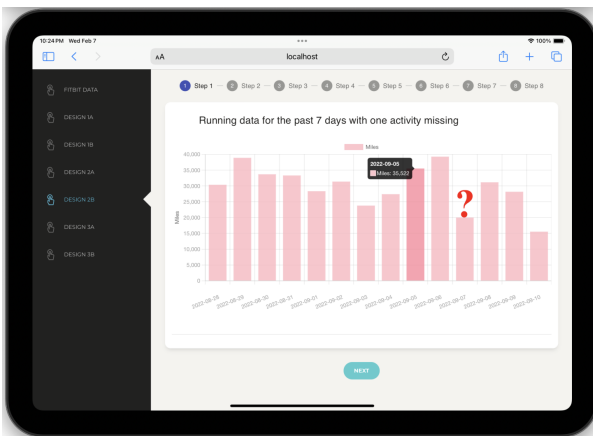 10:24 PM Wed Feb 7
100%
AA
localhost
FITBIT DATA
DESIGN 1A
DESIGN 1B
DESIGN 2A
DESIGN 2B
DESIGN 3A
DESIGN 3B
1 Step 1 2 Step 2 3 Step 3 4 Step 4 5 Step 5 6 Step 6 7 Step 7 8 Step 8
Running data for the past 7 days with one activity missing
Miles
40,000
35,000
30,000
25,000
20,000
15,000
10,000
5,000
0
Miles
2022-09-05
Miles: 35,522
?
2022-08-28 2022-08-29 2022-08-30 2022-08-31 2022-09-01 2022-09-02 2022-09-03 2022-09-04 2022-09-05 2022-09-06 2022-09-07 2022-09-08 2022-09-09 2022-09-10
NEXT